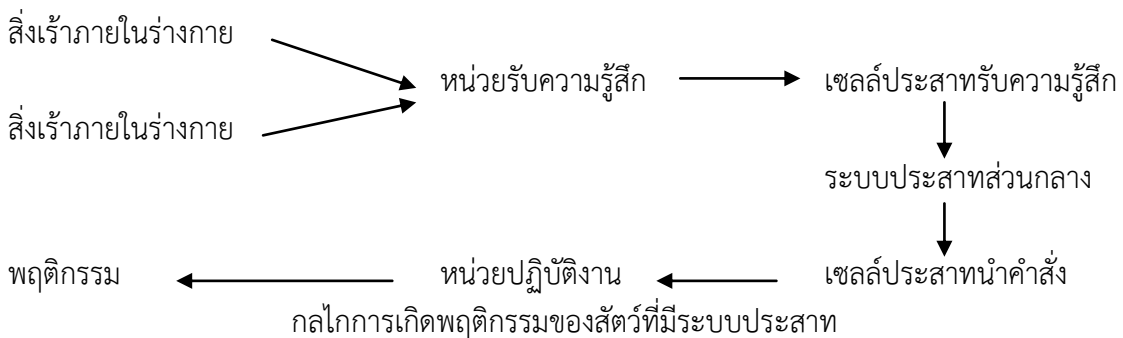 สิ่งเร้าภายในร่างกาย
หน่วยรับความรู้สึก เซลล์ประสาทรับความรู้สึก
สิ่งเร้าภายในร่างกาย
ระบบประสาทส่วนกลาง
พฤติกรรม หน่วยปฏิบัติงาน เซลล์ประสาทนำคำสั่ง
กลไกการเกิดพฤติกรรมของสัตว์ที่มีระบบประสาท